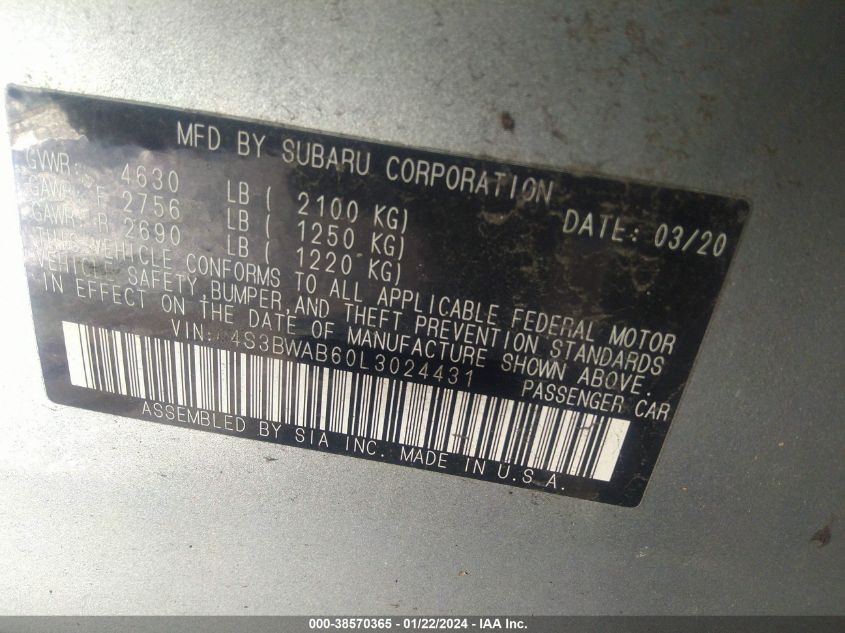 MFD BY SUBARU CORPORATION DATE: 03/20
GVWR: 4630 LB ( 2100 KG)
GAWR F 2756 LB ( 1250 KG)
GAWR R 2690 LB ( 1220 KG)
THIS VEHICLE CONFORMS TO ALL APPLICABLE FEDERAL MOTOR
VEHICLE SAFETY, BUMPER, AND THEFT PREVENTION STANDARDS
IN EFFECT ON THE DATE OF MANUFACTURE SHOWN ABOVE.
VIN: 4S3BWAB60L3024431 PASSENGER CAR
ASSEMBLED BY SIA INC. MADE IN U.S.A.
000-38570365 - 01/22/2024 - IAA Inc.